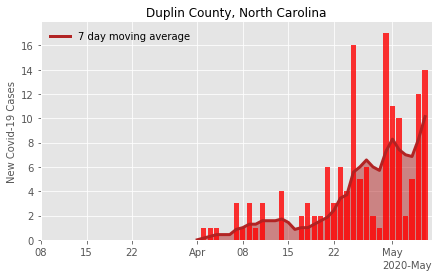 Duplin County, North Carolina
7 day moving average
New Covid-19 Cases
16
14
12
10
8
6
4
2
0
08 15 22 Apr 08 15 22 May
2020-May